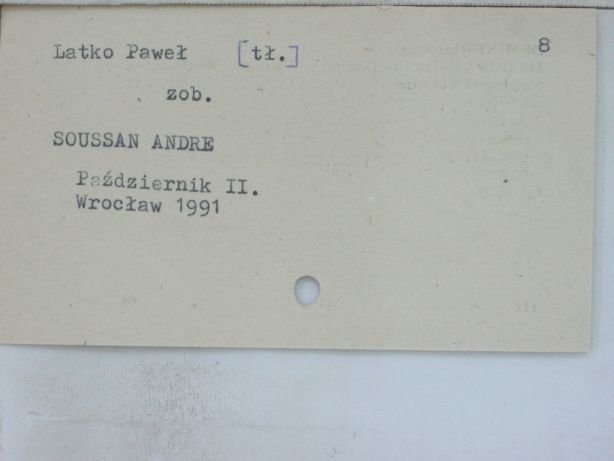 Latko Paweł [tł.] 8
zob.
SOUSSAN ANDRE
Październik II.
Wrocław 1991